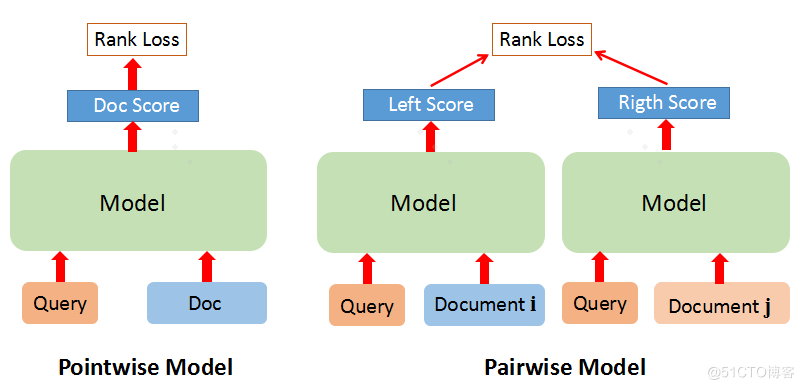 Rank Loss
Doc Score
Model
Query
Doc
Pointwise Model
Rank Loss
Left Score
Rigth Score
Model
Model
Query
Document i
Query
Document j
Pairwise Model
@51CTO博客